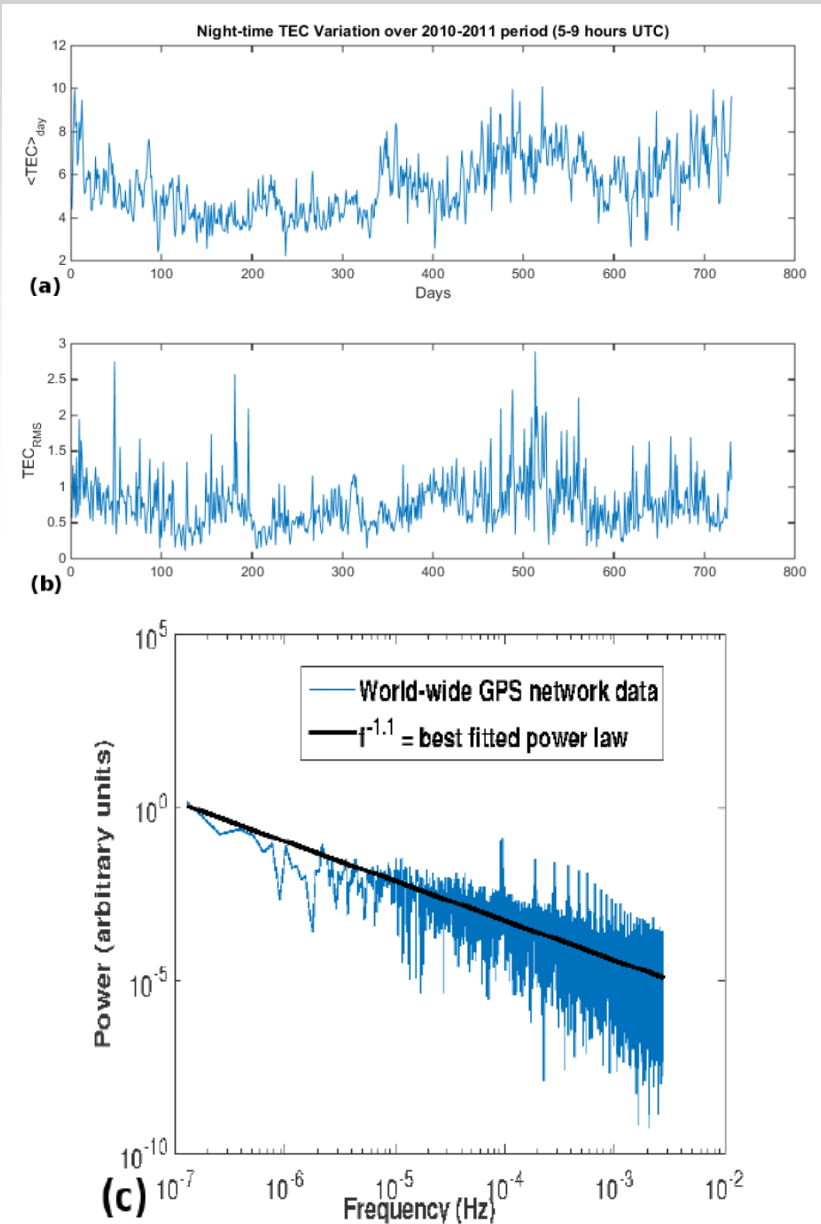 Night-time TEC Variation over 2010-2011 period (5-9 hours UTC)
12
10
8
6
4
2
<TEC>day
0 100 200 300 400 500 600 700 800
Days
(a)
3
2.5
2
1.5
1
0.5
0
TECRMS
0 100 200 300 400 500 600 700 800
(b)
10^5
10^0
10^-5
10^-10
Power (arbitrary units)
World-wide GPS network data
f^-1.1 = best fitted power law
10^-7 10^-6 10^-5 10^-4 10^-3 10^-2
Frequency (Hz)
(c)